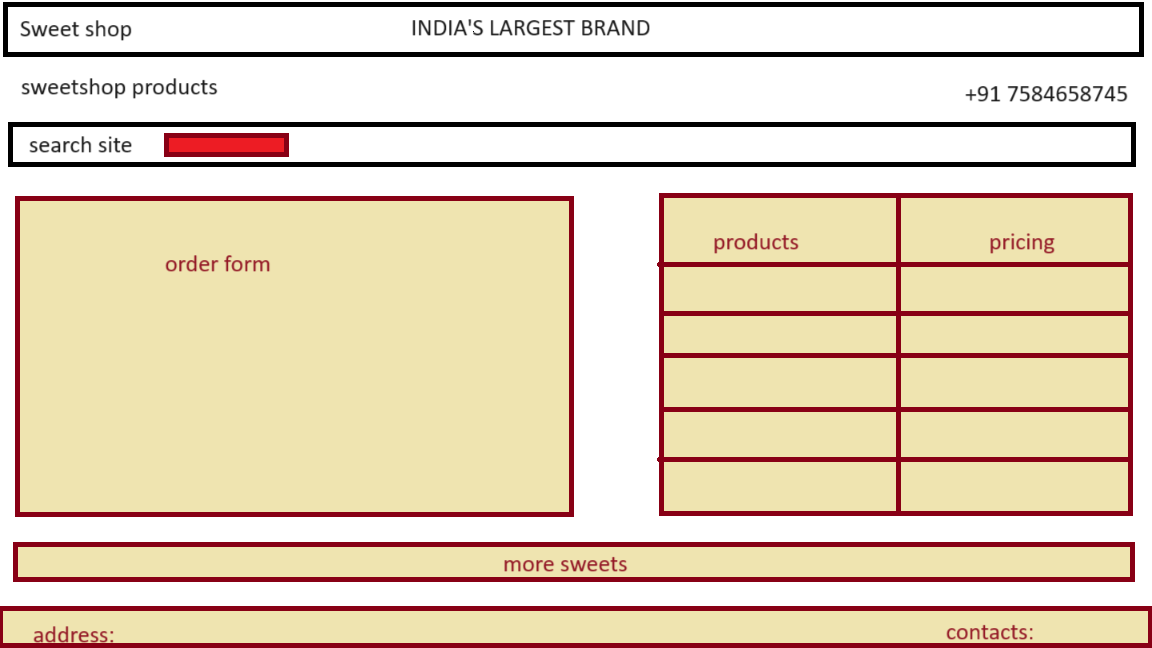 Sweet shop
INDIA'S LARGEST BRAND
sweetshop products
+91 7584658745
search site
order form
products
pricing
more sweets
address:
contacts: